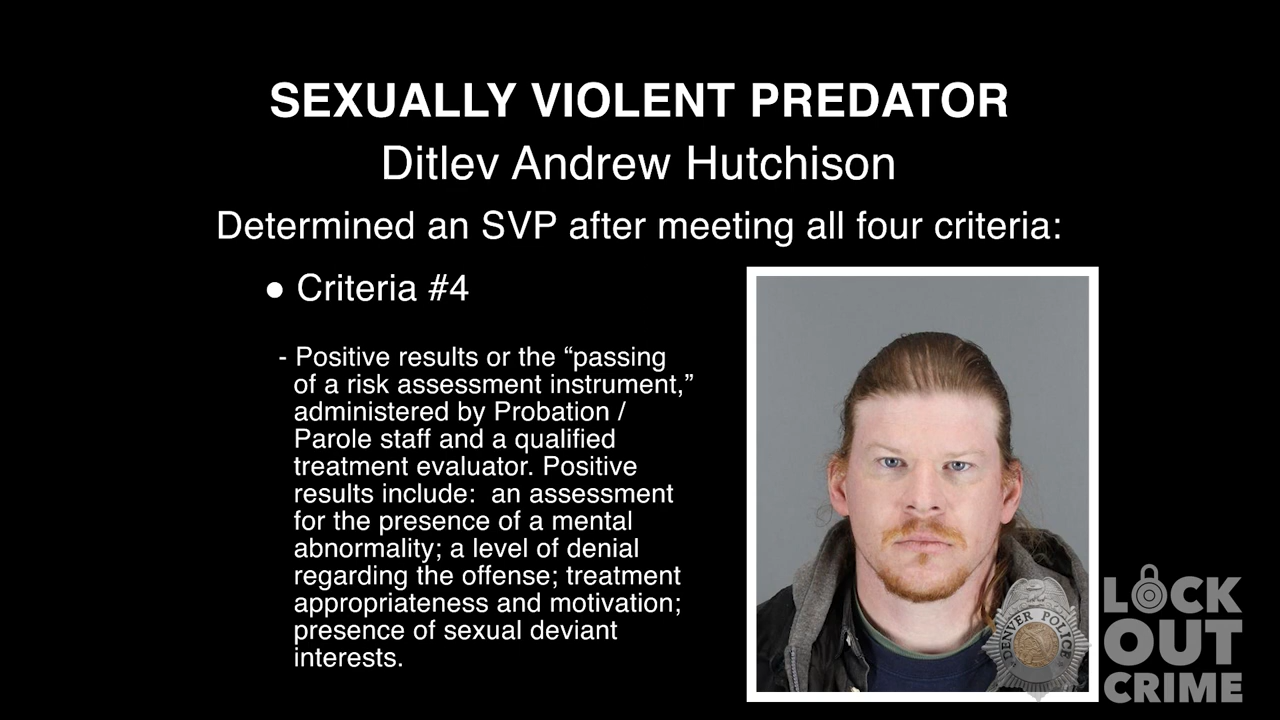 SEXUALLY VIOLENT PREDATOR
Ditlev Andrew Hutchison
Determined an SVP after meeting all four criteria:
● Criteria #4
- Positive results or the “passing
of a risk assessment instrument,”
administered by Probation /
Parole staff and a qualified
treatment evaluator. Positive
results include:  an assessment
for the presence of a mental
abnormality; a level of denial
regarding the offense; treatment
appropriateness and motivation;
presence of sexual deviant
interests.
DENVER POLICE
LOCK
OUT
CRIME